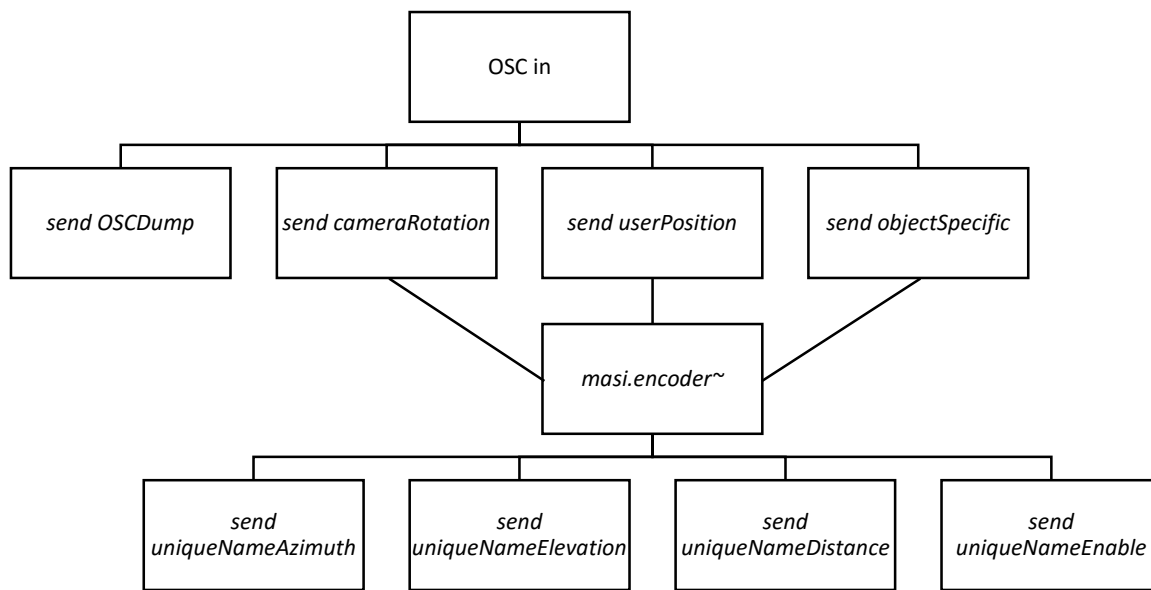 OSC in
send OSCDump
send cameraRotation
send userPosition
send objectSpecific
masi.encoder~
send
uniqueNameAzimuth
send
uniqueNameElevation
send
uniqueNameDistance
send
uniqueNameEnable